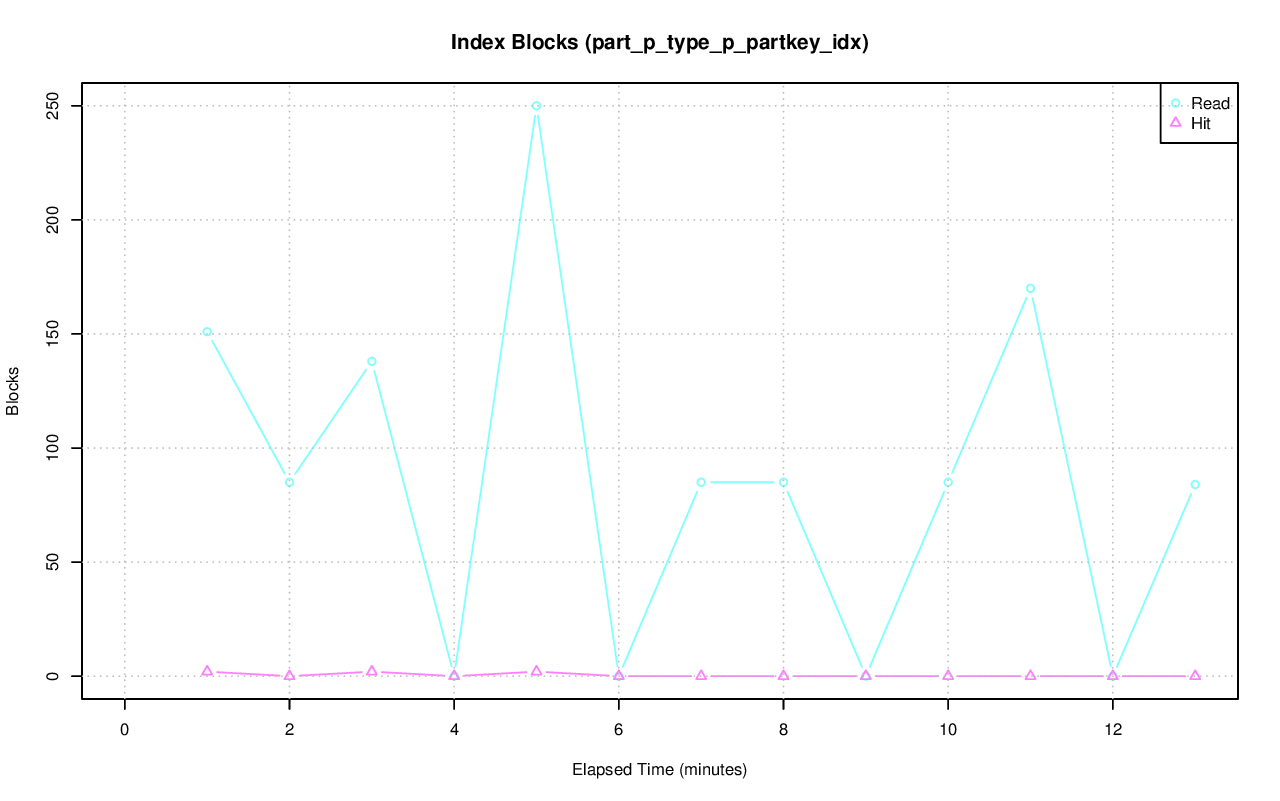 Index Blocks (part_p_type_p_partkey_idx)
Read
Hit
Blocks
250
200
150
100
50
0
0 2 4 6 8 10 12
Elapsed Time (minutes)